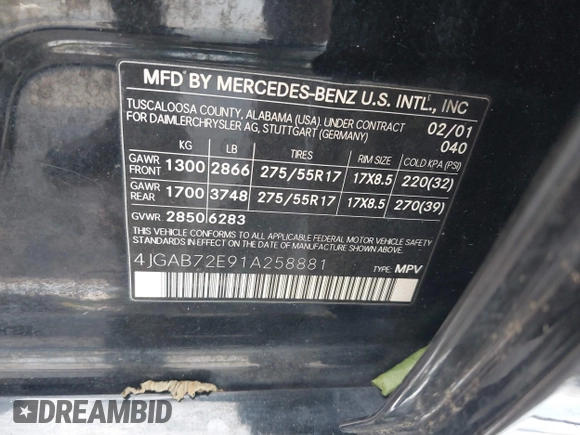 MFD BY MERCEDES-BENZ U.S. INTL, INC
TUSCALOOSA COUNTY, ALABAMA (USA). UNDER CONTRACT
FOR DAIMLERCHRYSLER AG, STUTTGART (GERMANY)
02/01
040
KG LB TIRES RIM SIZE COLD KPA (PSI)
GAWR FRONT 1300 2866 275/55R17 17X8.5 220(32)
GAWR REAR 1700 3748 275/55R17 17X8.5 270(39)
GVWR 2850 6283
THIS VEHICLE CONFORMS TO ALL APPLICABLE FEDERAL MOTOR
VEHICLE SAFETY STANDARDS IN EFFECT ON THE DATE OF MANUFACTURE SHOWN ABOVE.
4JGAB72E91A258881 TYPE: MPV
DREAMBID